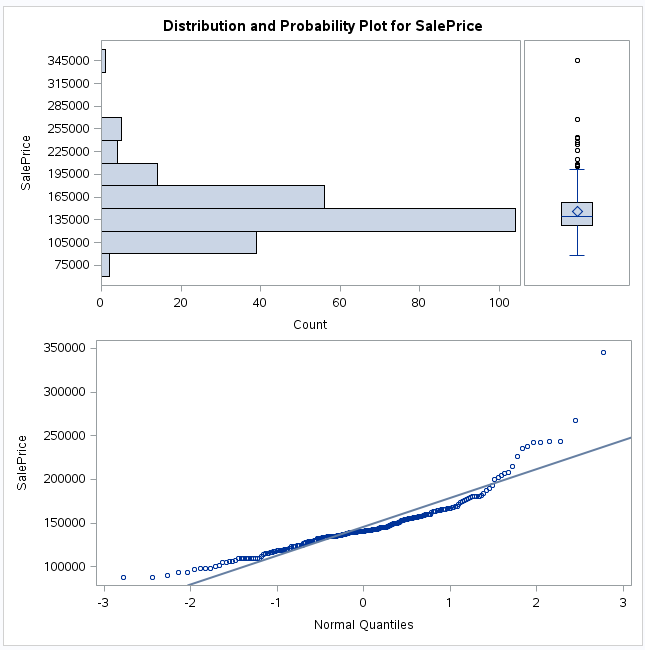 Distribution and Probability Plot for SalePrice
SalePrice
345000
315000
285000
255000
225000
195000
165000
135000
105000
75000
0 20 40 60 80 100
Count
SalePrice
350000
300000
250000
200000
150000
100000
-3 -2 -1 0 1 2 3
Normal Quantiles